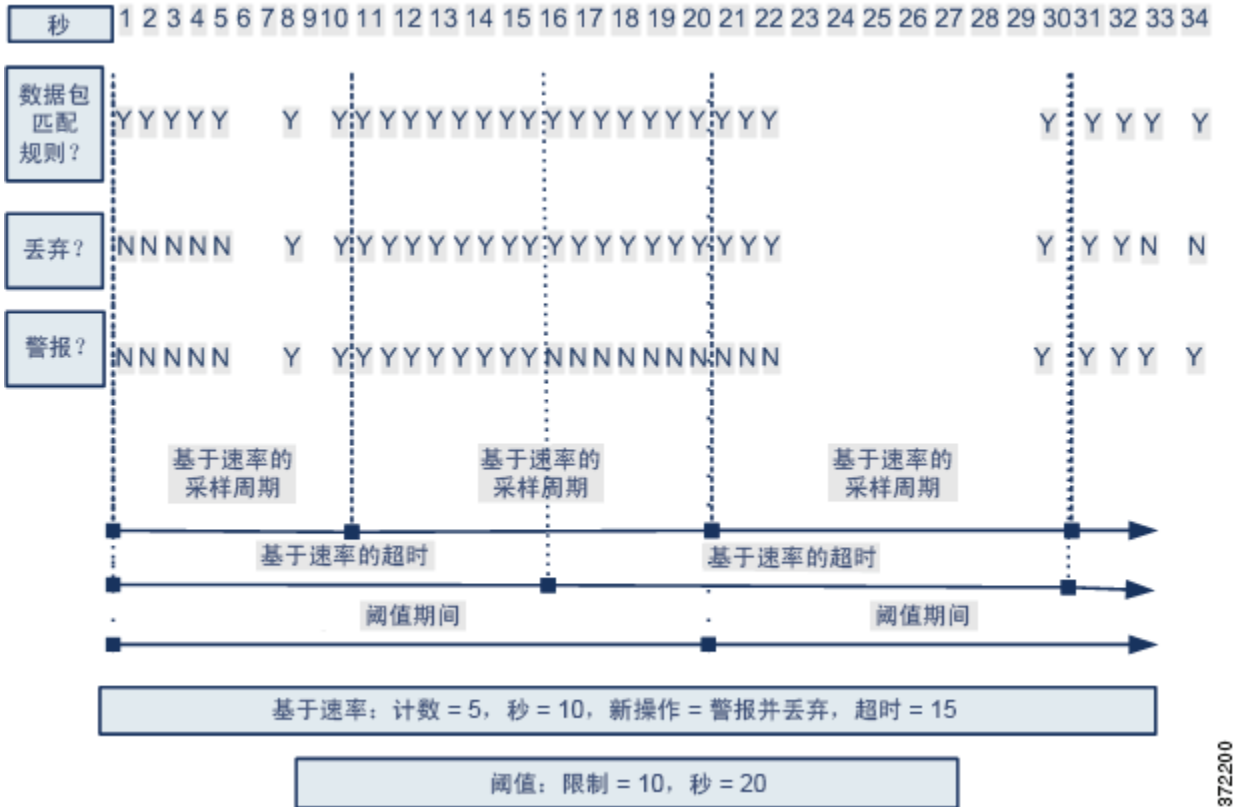 秒 1 2 3 4 5 6 7 8 9 10 11 12 13 14 15 16 17 18 19 20 21 22 23 24 25 26 27 28 29 30 31 32 33 34
数据包
匹配
规则？
Y Y Y Y Y Y Y Y Y Y Y Y Y Y Y Y Y Y Y Y Y Y Y Y Y Y Y Y Y Y
丢弃？ N N N N N Y Y Y Y Y Y Y Y Y Y Y Y Y Y Y Y Y Y Y Y Y Y Y N N
警报？ N N N N N Y Y Y Y Y Y Y Y Y Y N N N N N N N N N N Y Y Y Y Y
基于速率的
采样周期
基于速率的
采样周期
基于速率的
采样周期
基于速率的超时 基于速率的超时
阈值期间 阈值期间
基于速率：计数 = 5，秒 = 10，新操作 = 警报并丢弃，超时 = 15
阈值：限制 = 10，秒 = 20
372200